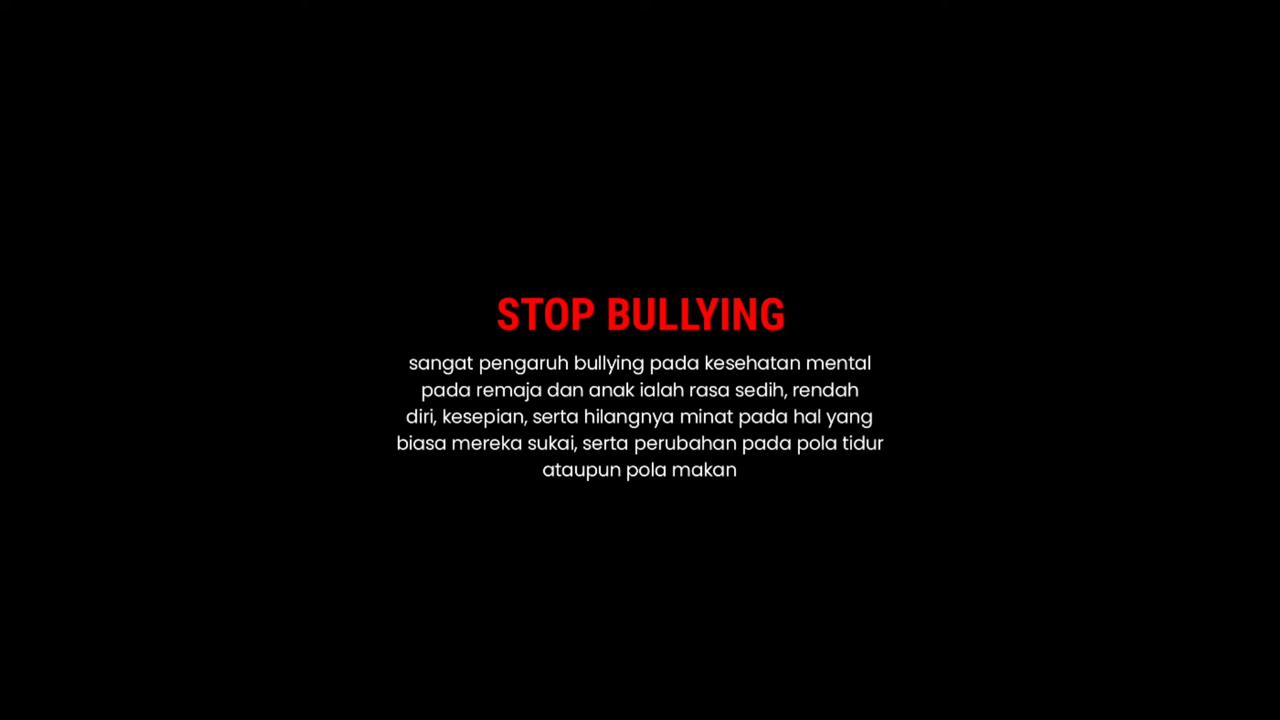 STOP BULLYING
sangat pengaruh bullying pada kesehatan mental
pada remaja dan anak ialah rasa sedih, rendah
diri, kesepian, serta hilangnya minat pada hal yang
biasa mereka sukai, serta perubahan pada pola tidur
ataupun pola makan